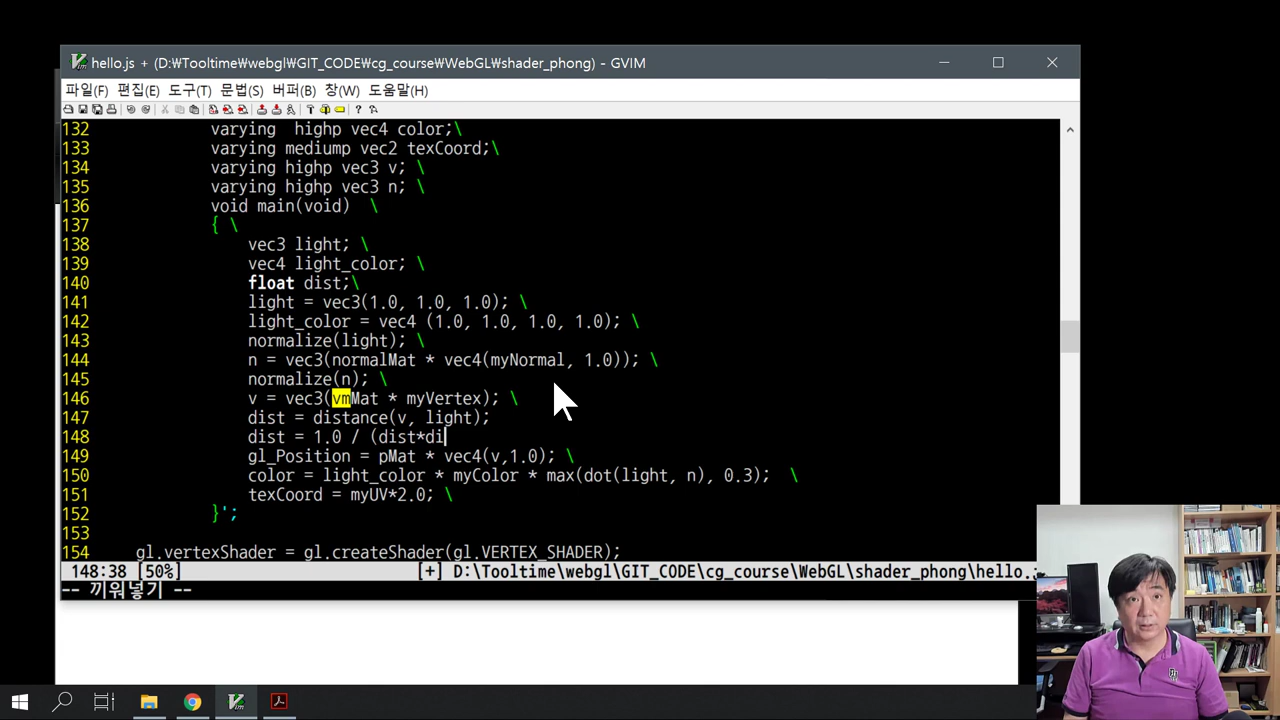 hello.js + (D:₩Tooltime₩webgl₩GIT_CODE₩cg_course₩WebGL₩shader_phong) - GVIM
파일(F) 편집(E) 도구(T) 문법(S) 버퍼(B) 창(W) 도움말(H)
132 varying  highp vec4 color;\
133 varying mediump vec2 texCoord;\
134 varying highp vec3 v; \
135 varying highp vec3 n; \
136 void main(void)  \
137 { \
138 vec3 light; \
139 vec4 light_color; \
140 float dist;\
141 light = vec3(1.0, 1.0, 1.0); \
142 light_color = vec4 (1.0, 1.0, 1.0, 1.0); \
143 normalize(light); \
144 n = vec3(normalMat * vec4(myNormal, 1.0)); \
145 normalize(n); \
146 v = vec3(vmMat * myVertex); \
147 dist = distance(v, light);
148 dist = 1.0 / (dist*di
149 gl_Position = pMat * vec4(v,1.0); \
150 color = light_color * myColor * max(dot(light, n), 0.3);  \
151 texCoord = myUV*2.0; \
152 }';
153
154 gl.vertexShader = gl.createShader(gl.VERTEX_SHADER);
148:38 [50%] [+] D:\Tooltime\webgl\GIT_CODE\cg_course\WebGL\shader_phong\hello.j
-- 끼워넣기 --